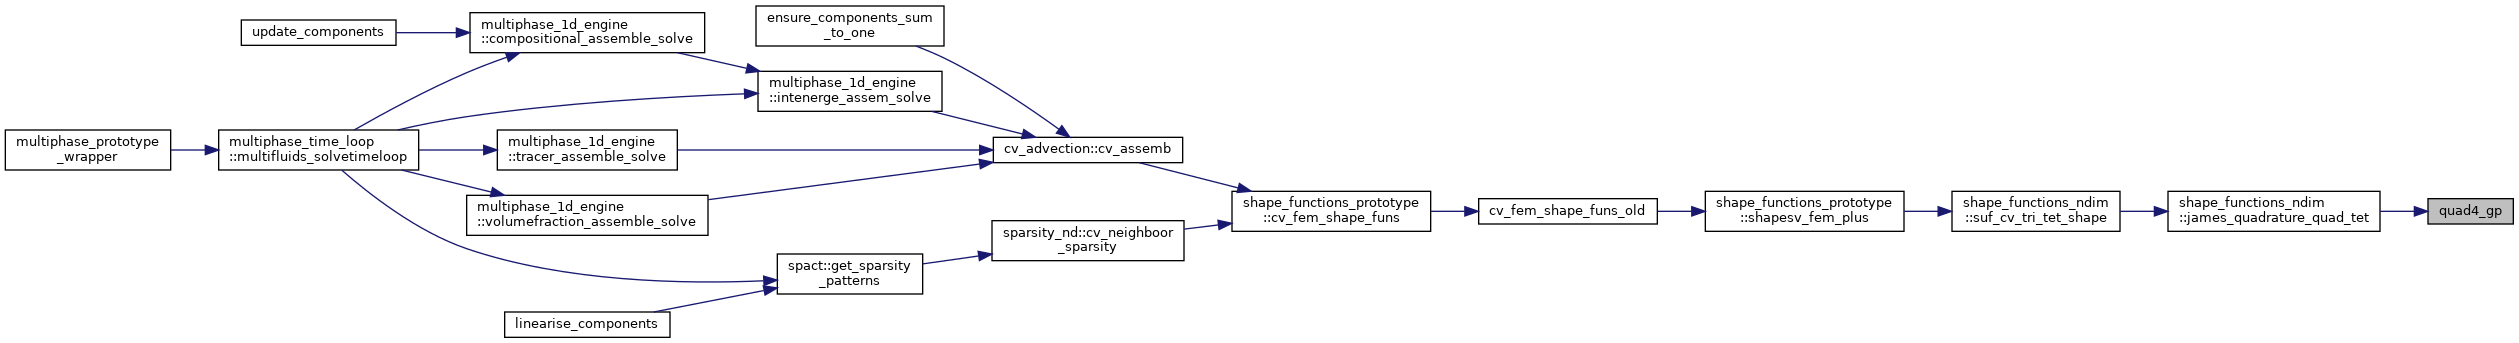 update_components
multiphase_1d_engine
::compositional_assemble_solve
ensure_components_sum
_to_one
multiphase_1d_engine
::intenerge_assem_solve
multiphase_prototype
_wrapper
multiphase_time_loop
::multifluids_solvetimeloop
multiphase_1d_engine
::tracer_assemble_solve
cv_advection::cv_assemb
multiphase_1d_engine
::volumefraction_assemble_solve
sparsity_nd::cv_neighboor
_sparsity
shape_functions_prototype
::cv_fem_shape_funs
cv_fem_shape_funs_old
shape_functions_prototype
::shapesv_fem_plus
shape_functions_ndim
::suf_cv_tri_tet_shape
shape_functions_ndim
::james_quadrature_quad_tet
quad4_gp
spact::get_sparsity
_patterns
linearise_components